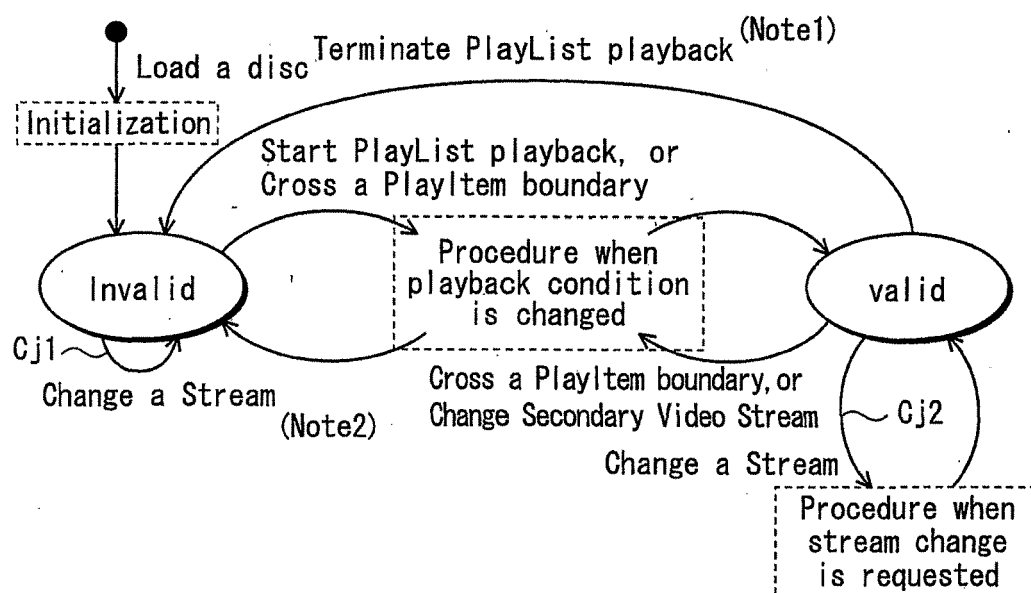 (Note1)
Terminate PlayList playback
Load a disc
Initialization
Start PlayList playback, or
Cross a PlayItem boundary
Procedure when
playback condition
is changed
Invalid
valid
Cj1
Change a Stream
(Note2)
Cross a PlayItem boundary, or
Change Secondary Video Stream
Cj2
Change a Stream
Procedure when
stream change
is requested